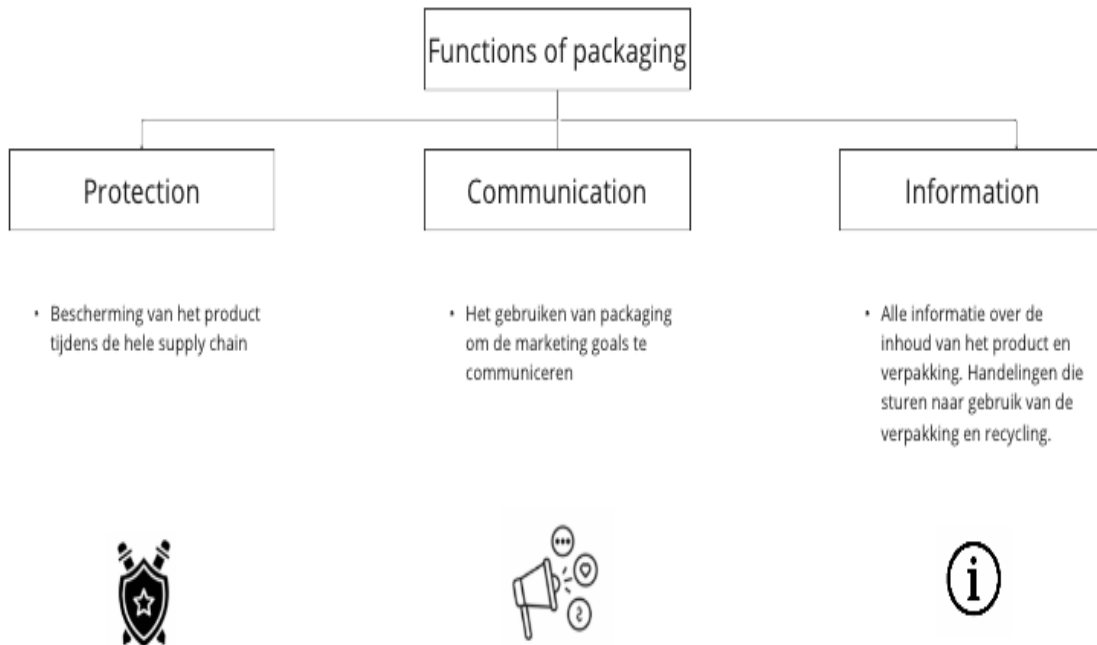 Functions of packaging
Protection
Communication
Information
• Bescherming van het product
tijdens de hele supply chain
• Het gebruiken van packaging
om de marketing goals te
communiceren
• Alle informatie over de
inhoud van het product en
verpakking. Handelingen die
sturen naar gebruik van de
verpakking en recycling.
i